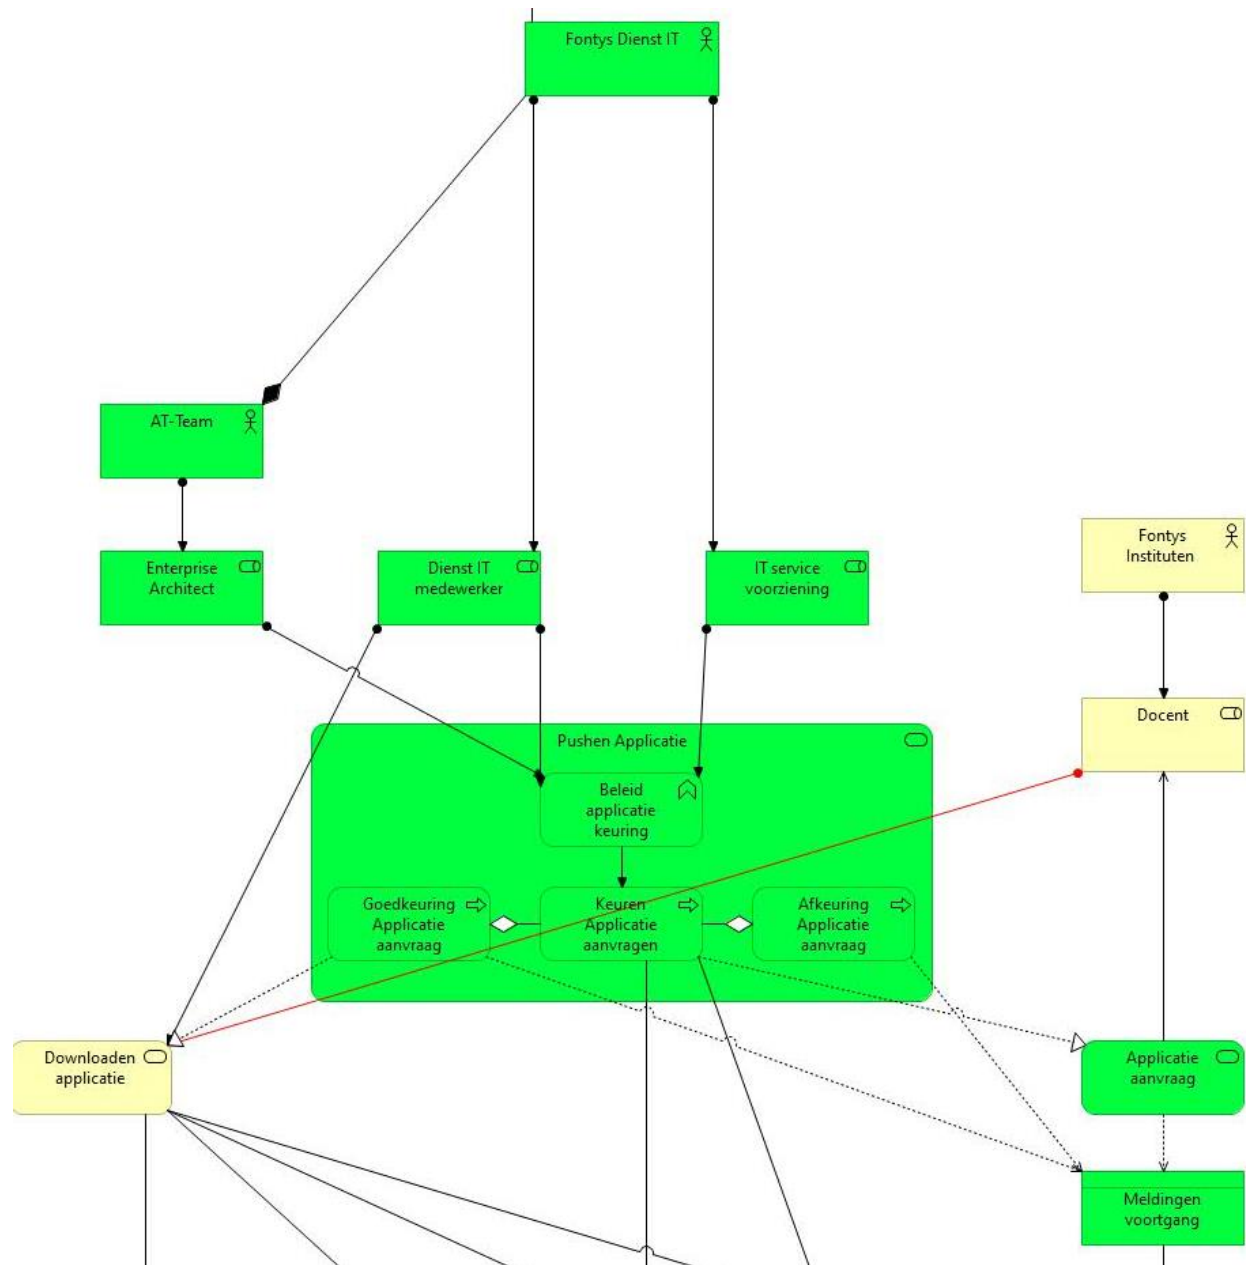 Fontys Dienst IT
AT-Team
Enterprise
Architect
Dienst IT
medewerker
IT service
voorziening
Fontys
Instituten
Docent
Pushen Applicatie
Beleid
applicatie
keuring
Goedkeuring
Applicatie
aanvraag
Keuren
Applicatie
aanvragen
Afkeuring
Applicatie
aanvraag
Downloaden
applicatie
Applicatie
aanvraag
Meldingen
voortgang